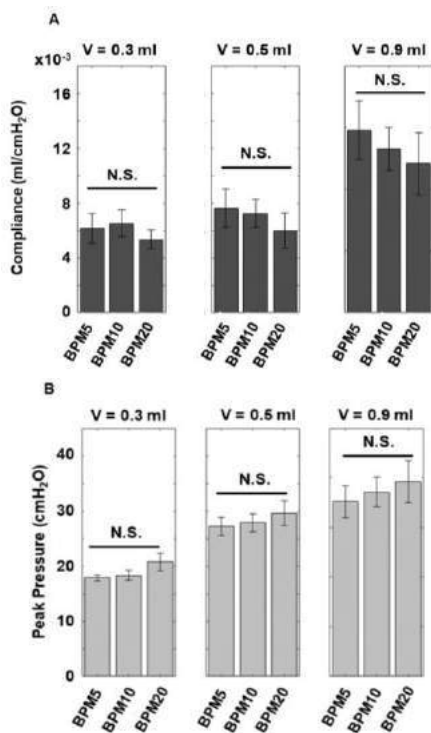 A
V = 0.3 ml V = 0.5 ml V = 0.9 ml
x10⁻³
16
12
8
4
0
Compliance (ml/cmH₂O)
N.S. N.S. N.S.
BPM5 BPM10 BPM20 BPM5 BPM10 BPM20 BPM5 BPM10 BPM20
B
V = 0.3 ml V = 0.5 ml V = 0.9 ml
40
30
20
10
0
Peak Pressure (cmH₂O)
N.S. N.S. N.S.
BPM5 BPM10 BPM20 BPM5 BPM10 BPM20 BPM5 BPM10 BPM20